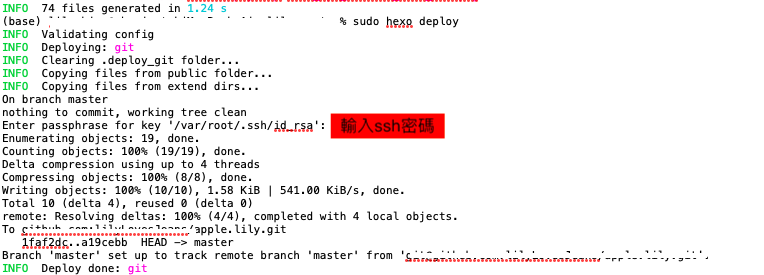 INFO  74 files generated in 1.24 s
(base) % sudo hexo deploy
INFO  Validating config
INFO  Deploying: git
INFO  Clearing .deploy_git folder...
INFO  Copying files from public folder...
INFO  Copying files from extend dirs...
On branch master
nothing to commit, working tree clean
Enter passphrase for key '/var/root/.ssh/id_rsa': 輸入ssh密碼
Enumerating objects: 19, done.
Counting objects: 100% (19/19), done.
Delta compression using up to 4 threads
Compressing objects: 100% (8/8), done.
Writing objects: 100% (10/10), 1.58 KiB | 541.00 KiB/s, done.
Total 10 (delta 4), reused 0 (delta 0)
remote: Resolving deltas: 100% (4/4), completed with 4 local objects.
To /apple.lily.git
1faf2dc..a19cebb  HEAD -> master
Branch 'master' set up to track remote branch 'master' from
INFO  Deploy done: git